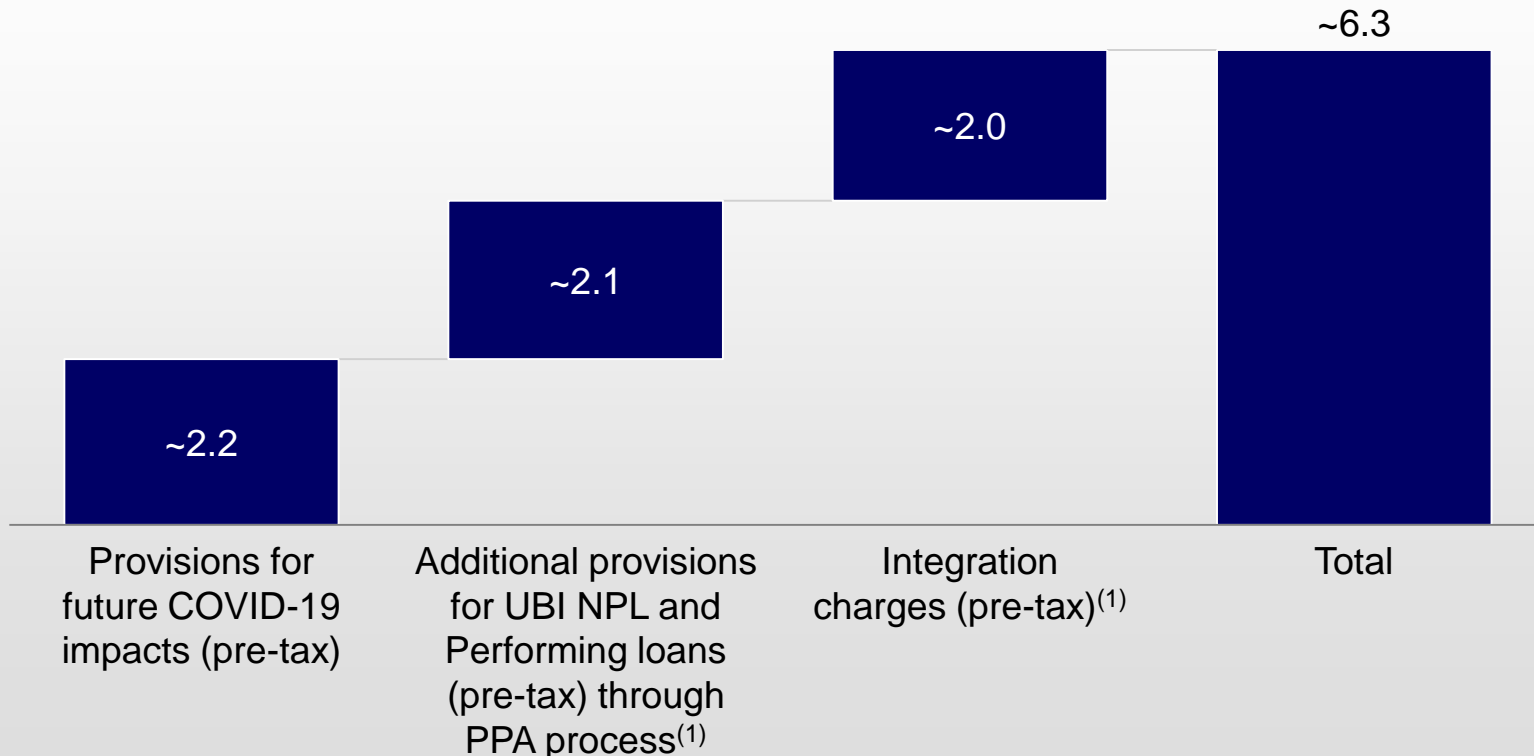 ~6.3
~2.0
~2.1
~2.2
Provisions for
future COVID-19
impacts (pre-tax)
Additional provisions
for UBI NPL and
Performing loans
(pre-tax) through
PPA process(1)
Integration
charges (pre-tax)(1)
Total